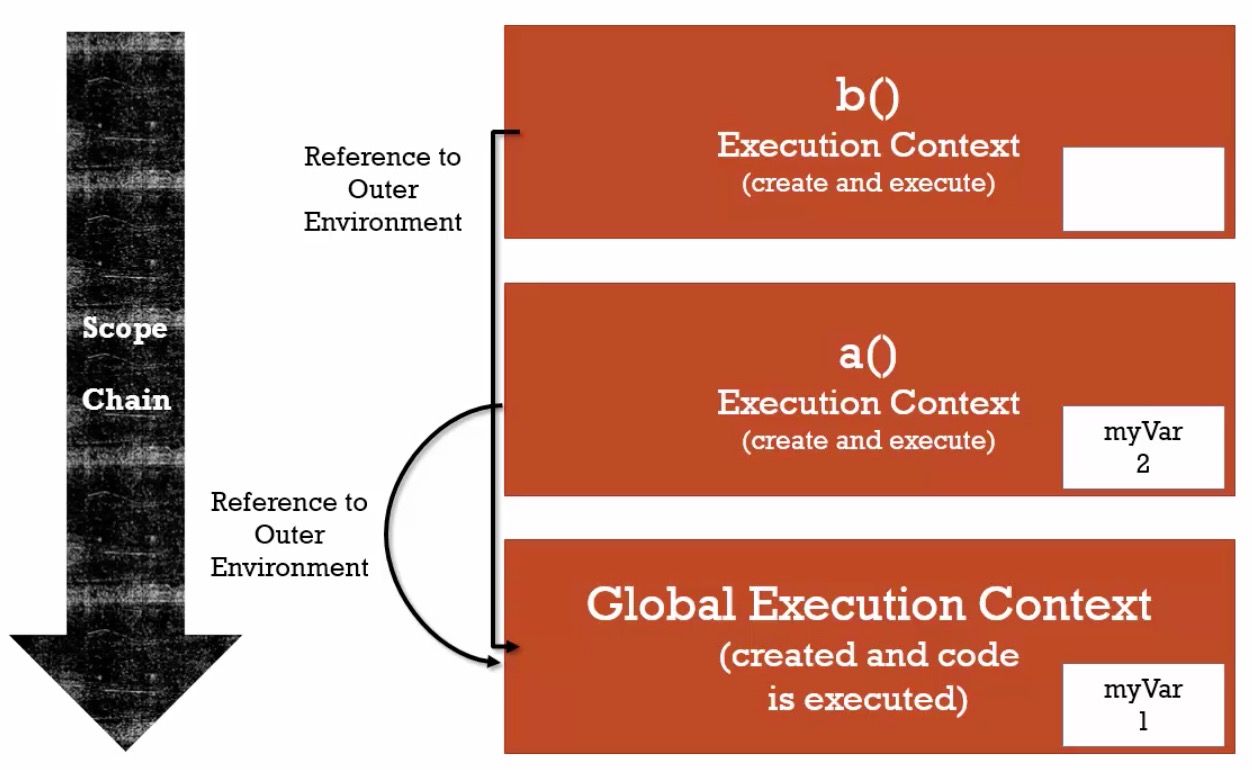 Scope
Chain
Reference to
Outer
Environment
Reference to
Outer
Environment
b()
Execution Context
(create and execute)
a()
Execution Context
(create and execute)
myVar
2
Global Execution Context
(created and code
is executed)
myVar
1